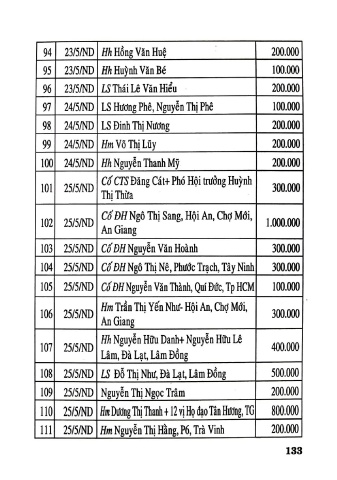 94 23/5/ND Hh Hồng Văn Huệ 200.000
95 23/5/ND Hh Huỳnh Văn Bé 100.000
96 23/5/ND LS Thái Lê Văn Hiểu 200.000
97 24/5/ND LS Hương Phê, Nguyễn Thị Phê 100.000
98 24/5/ND LS Đinh Thị Nương 200.000
99 24/5/ND Hm Võ Thị Lũy 200.000
100 24/5/ND Hh Nguyễn Thanh Mỹ 200.000
101 25/5/ND Cố CTS Đăng Cát+ Phó Hội trưởng Huỳnh
Thị Thừa 300.000
102 25/5/ND Cố ĐH Ngô Thị Sang, Hội An, Chợ Mới,
An Giang 1.000.000
103 25/5/ND Cố ĐH Nguyễn Văn Hoành 300.000
104 25/5/ND Cố ĐH Ngô Thị Nê, Phước Trạch, Tây Ninh 300.000
105 25/5/ND Cố ĐH Nguyễn Văn Thành, Quí Đức, Tp HCM 100.000
106 25/5/ND Hm Trần Thị Yến Như- Hội An, Chợ Mới,
An Giang 300.000
107 25/5/ND Hh Nguyễn Hữu Danh+ Nguyễn Hữu Lê
Lâm, Đà Lạt, Lâm Đồng 400.000
108 25/5/ND LS Đỗ Thị Như, Đà Lạt, Lâm Đồng 500.000
109 25/5/ND Nguyễn Thị Ngọc Trâm 200.000
110 25/5/ND Hm Dương Thị Thanh + 12 vị Họ đạo Tân Hương, TG 800.000
111 25/5/ND Hm Nguyễn Thị Hằng, P6, Trà Vinh 200.000
133